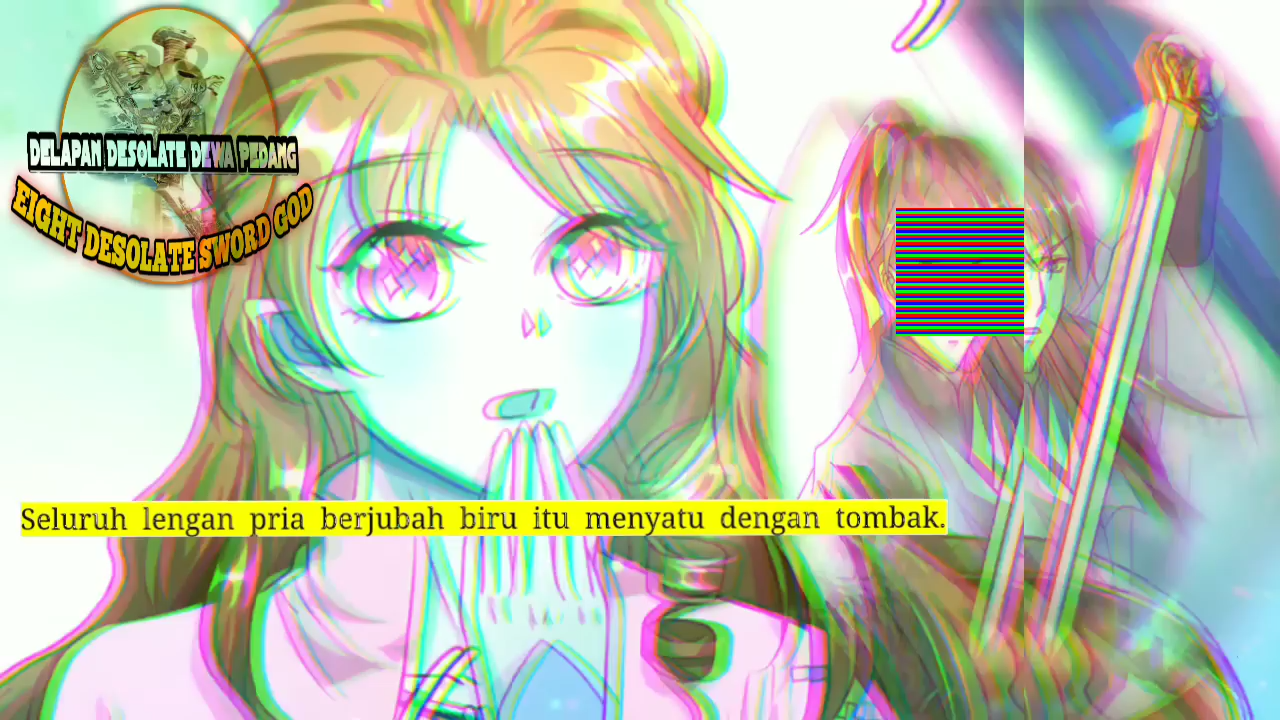 DELAPAN DESOLATE DEWA PEDANG
EIGHT DESOLATE SWORD GOD
Seluruh lengan pria berjubah biru itu menyatu dengan tombak.